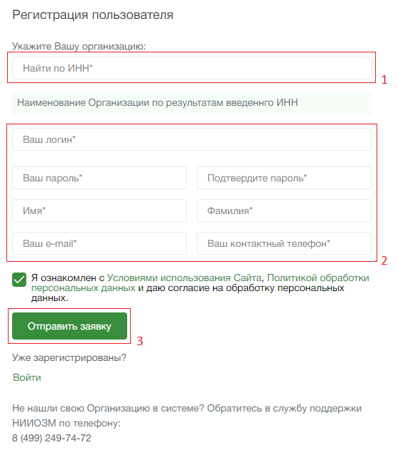 Регистрация пользователя
Укажите Вашу организацию:
Найти по ИНН*
1
Наименование Организации по результатам введеннго ИНН
Ваш логин*
Ваш пароль*
Подтвердите пароль*
Имя*
Фамилия*
Ваш e-mail*
Ваш контактный телефон*
2
Я ознакомлен с Условиями использования Сайта, Политикой обработки
персональных данных и даю согласие на обработку персональных
данных.
Отправить заявку
3
Уже зарегистрированы?
Войти
Не нашли свою Организацию в системе? Обратитесь в службу поддержки
НИИОЗМ по телефону:
8 (499) 249-74-72